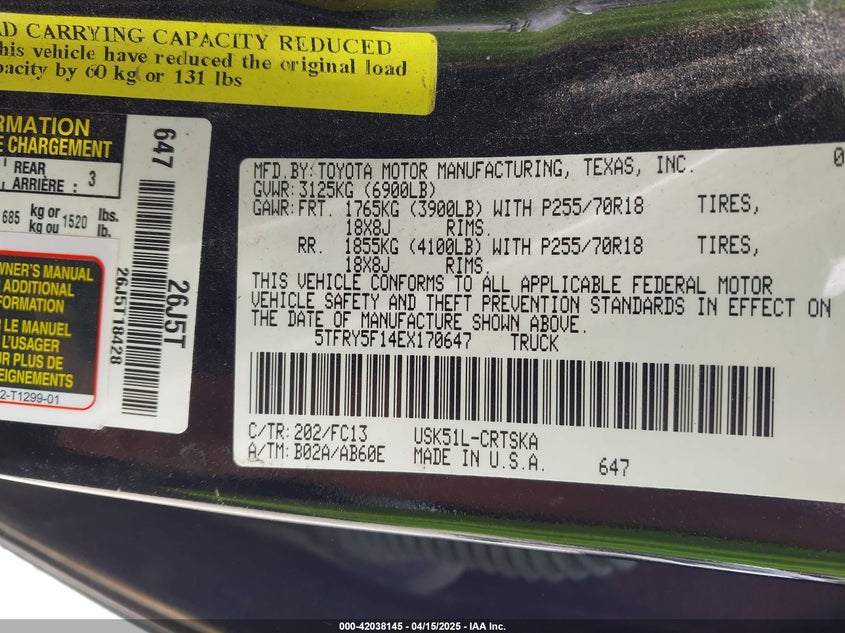 AD CARRYING CAPACITY REDUCED
this vehicle have reduced the original load
pacity by 60 kg or 131 lbs
RMATION
E CHARGEMENT
REAR
ARRIÈRE : 3
685 kg or 1520 lbs.
kg ou lb.
WNER'S MANUAL
ADDITIONAL
FORMATION
LE MANUEL
L'USAGER
UR PLUS DE
EIGNEMENTS
2-T1299-01
647
26J5T
26J5T18428
MFD.BY:TOYOTA MOTOR MANUFACTURING, TEXAS, INC. 0
GVWR:3125KG (6900LB)
GAWR:FRT. 1765KG (3900LB) WITH P255/70R18 TIRES,
18X8J RIMS.
RR. 1855KG (4100LB) WITH P255/70R18 TIRES,
18X8J RIMS.
THIS VEHICLE CONFORMS TO ALL APPLICABLE FEDERAL MOTOR
VEHICLE SAFETY AND THEFT PREVENTION STANDARDS IN EFFECT ON
THE DATE OF MANUFACTURE SHOWN ABOVE.
5TFRY5F14EX170647 TRUCK
C/TR:202/FC13 USK51L-CRTSKA
A/TM:B02A/AB60E MADE IN U.S.A. 647
000-42038145 - 04/15/2025 - IAA Inc.